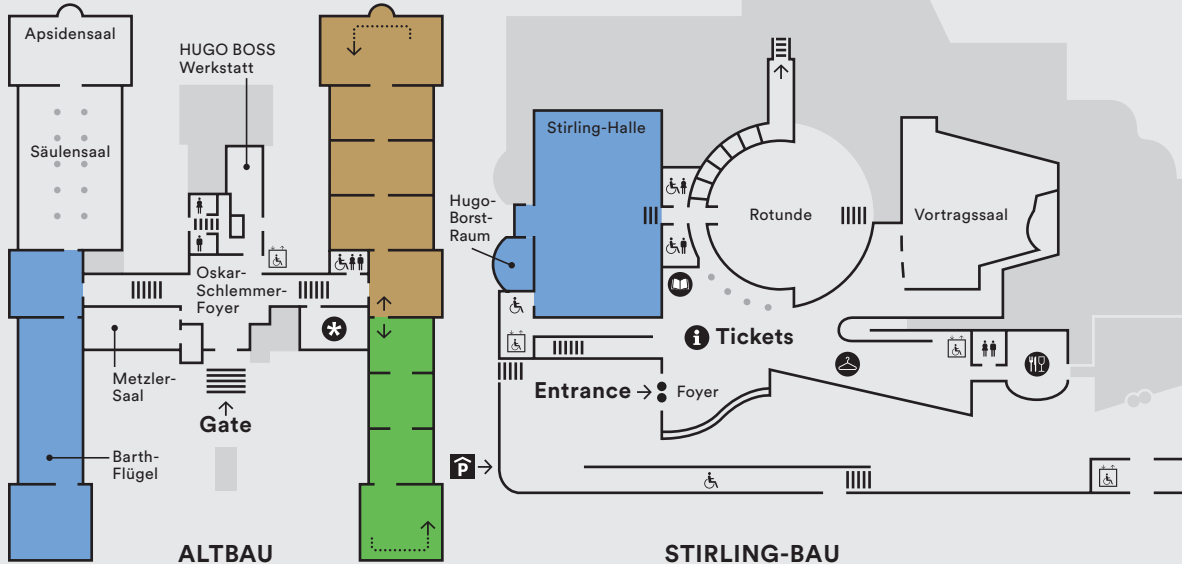 Apsidensaal
HUGO BOSS
Werkstatt
Säulensaal
Oskar-
Schlemmer-
Foyer
Metzler-
Saal
Gate
Barth-
Flügel
ALTBAU
Stirling-Halle
Hugo-
Borst-
Raum
Rotunde
Vortragssaal
i Tickets
Entrance
Foyer
P
STIRLING-BAU